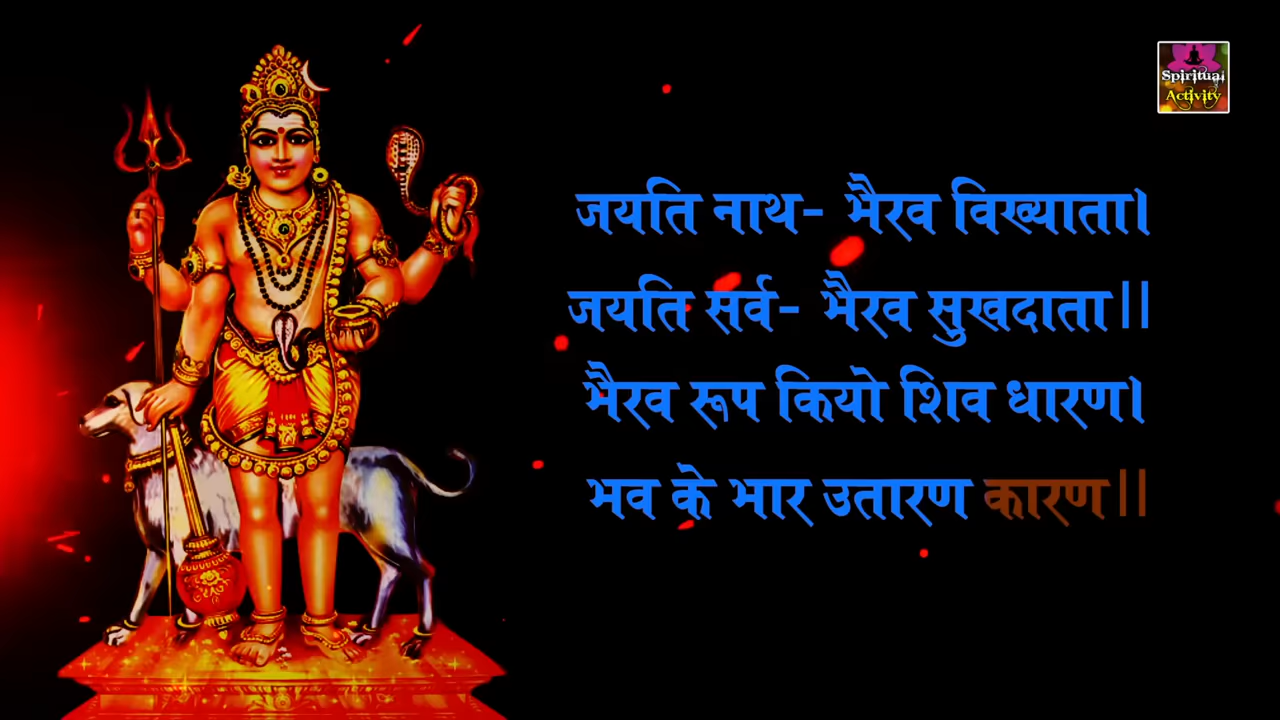 Spiritual
Activity
जयति नाथ- भैरव विख्याता।
जयति सर्व- भैरव सुखदाता||
भैरव रूप कियो शिव धारण।
भव के भार उतारण कारण||